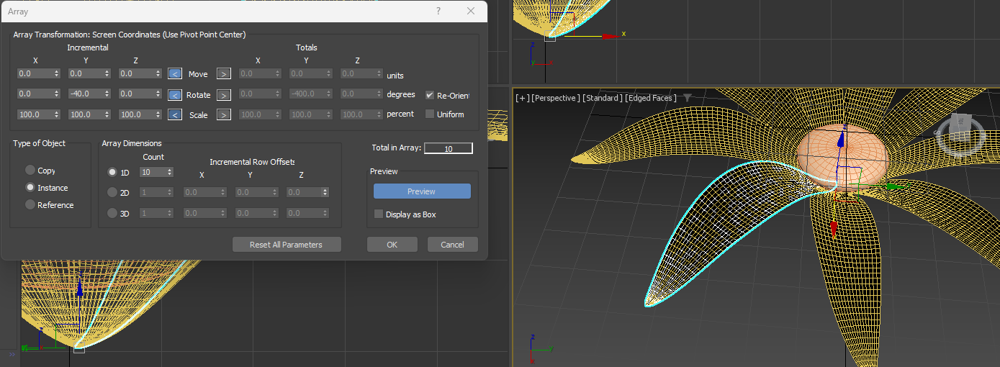 Array
?
Array Transformation: Screen Coordinates (Use Pivot Point Center)
Incremental Totals
X Y Z X Y Z
0.0 0.0 0.0 < Move > 0.0 0.0 0.0 units
0.0 -40.0 0.0 < Rotate > 0.0 -400.0 0.0 degrees Re-Orien
100.0 100.0 100.0 < Scale > 100.0 100.0 100.0 percent Uniform
Type of Object
Copy
Instance
Reference
Array Dimensions
Count
Incremental Row Offsets
X Y Z
1D 10
2D 1 0.0 0.0 0.0
3D 1 0.0 0.0 0.0
Total in Array: 10
Preview
Preview
Display as Box
Reset All Parameters OK Cancel
x
z
y
[+] [Perspective] [Standard] [Edged Faces]
z
y
x